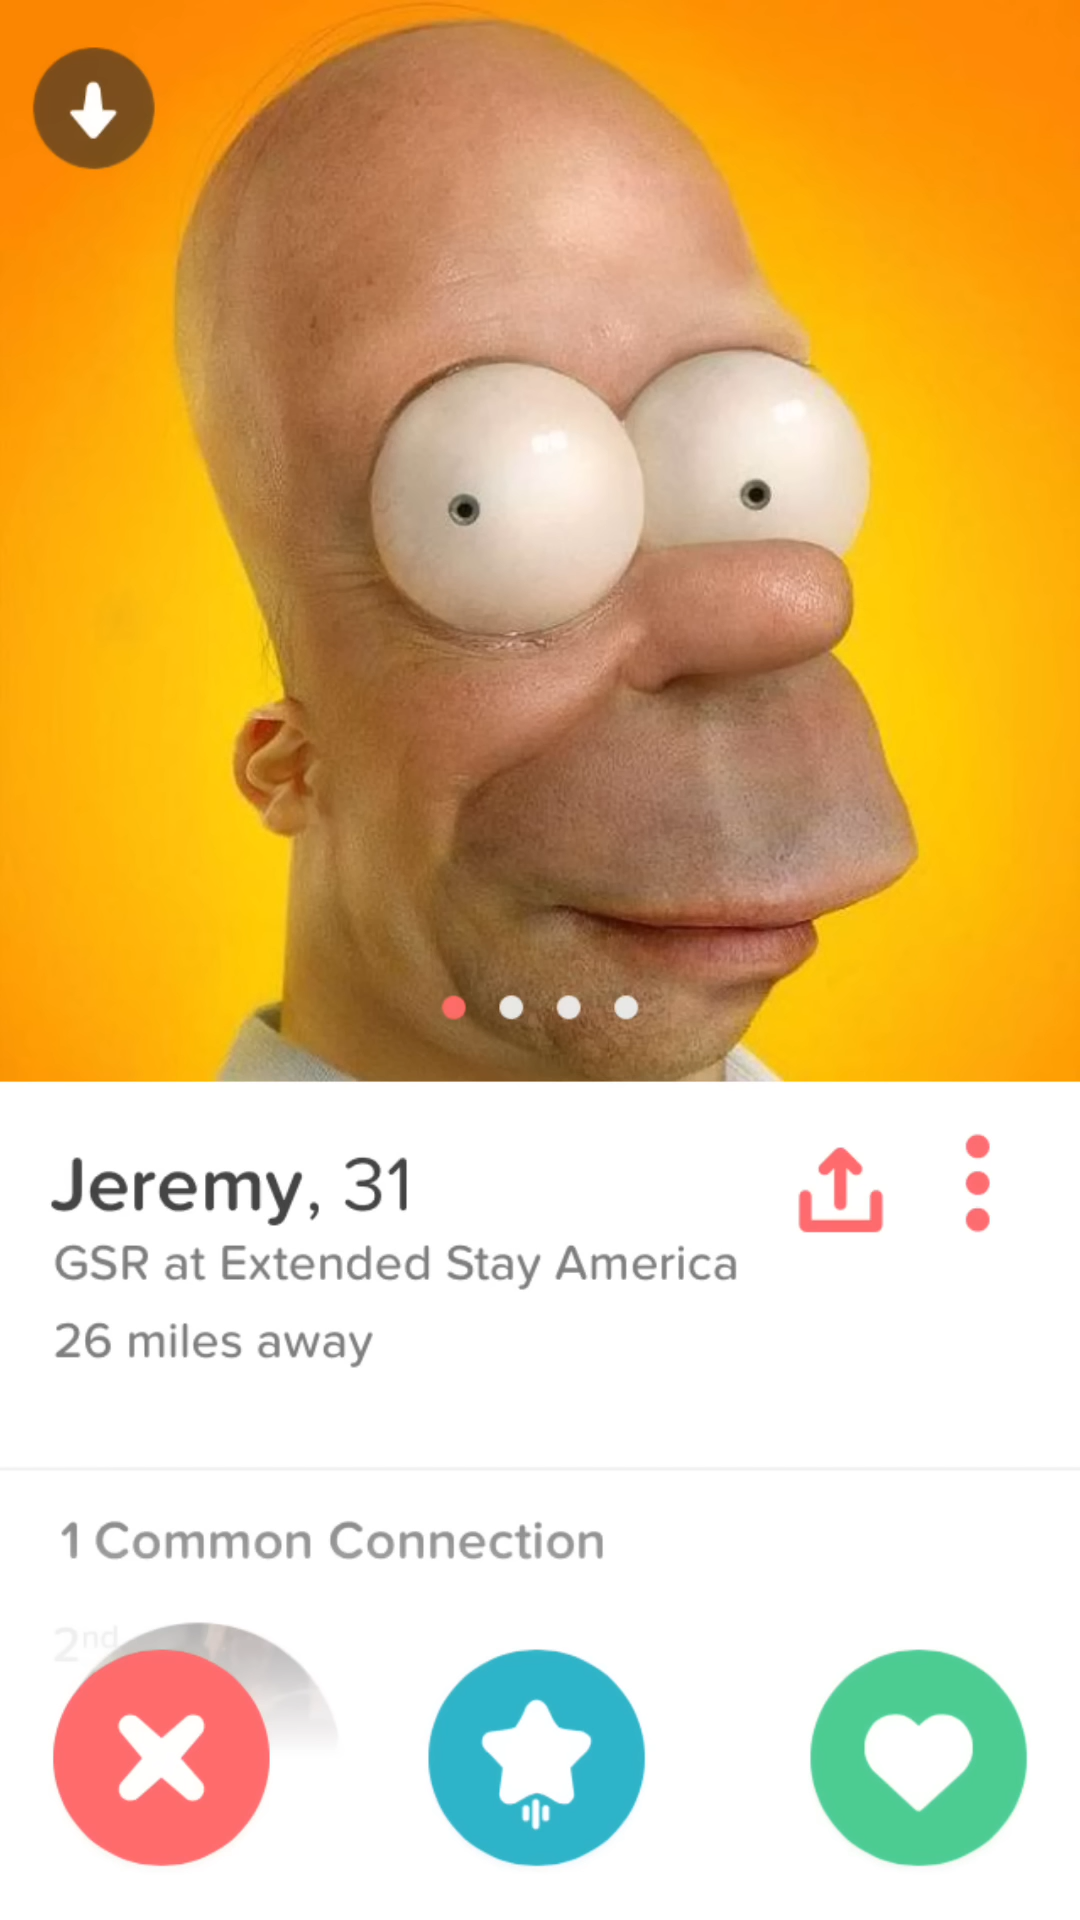 Jeremy, 31
GSR at Extended Stay America
26 miles away
1 Common Connection
2nd